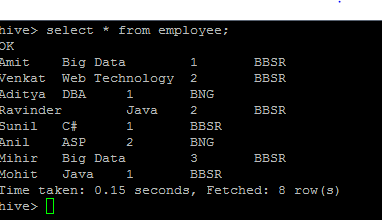 hive> select * from employee;
OK
Amit    Big Data        1       BBSR
Venkat  Web Technology  2       BBSR
Aditya  DBA     1       BNG
Ravinder        Java    2       BBSR
Sunil   C#      1       BBSR
Anil    ASP     2       BNG
Mihir   Big Data        3       BBSR
Mohit   Java    1       BBSR
Time taken: 0.15 seconds, Fetched: 8 row(s)
hive>